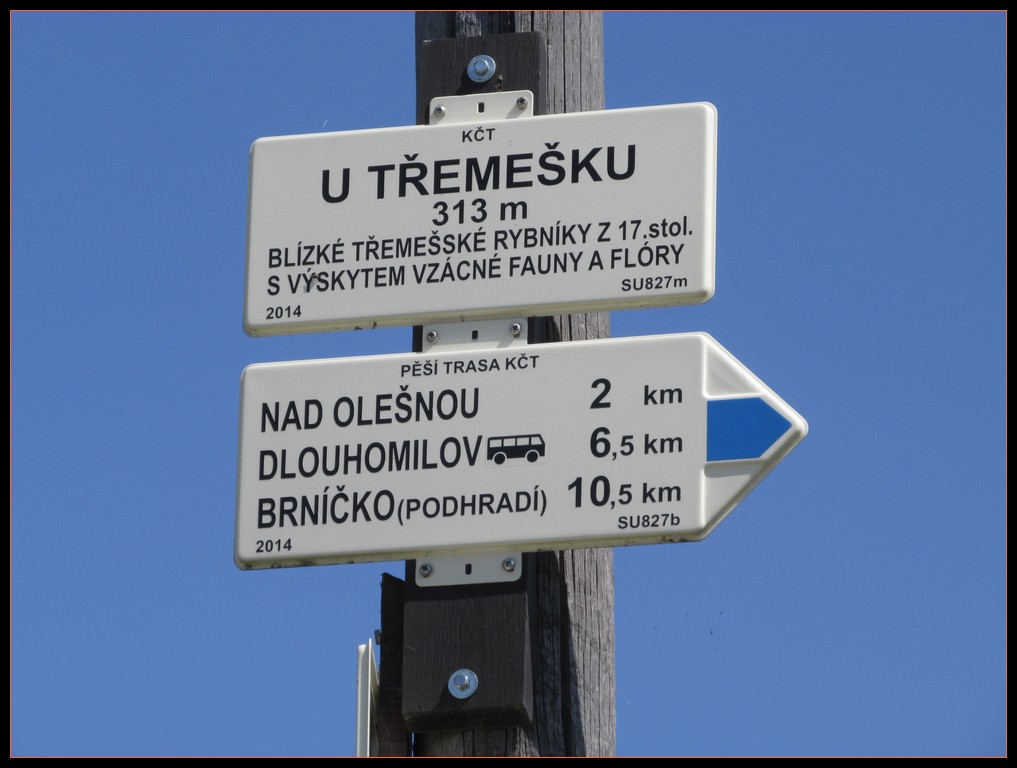 KČT
U TŘEMEŠKU
313 m
BLÍZKÉ TŘEMEŠSKÉ RYBNÍKY Z 17.stol.
S VÝSKYTEM VZÁCNÉ FAUNY A FLÓRY
2014 SU827m
PĚŠÍ TRASA KČT
NAD OLEŠNOU 2 km
DLOUHOMILOV 6,5 km
BRNÍČKO(PODHRADÍ) 10,5 km
2014 SU827b